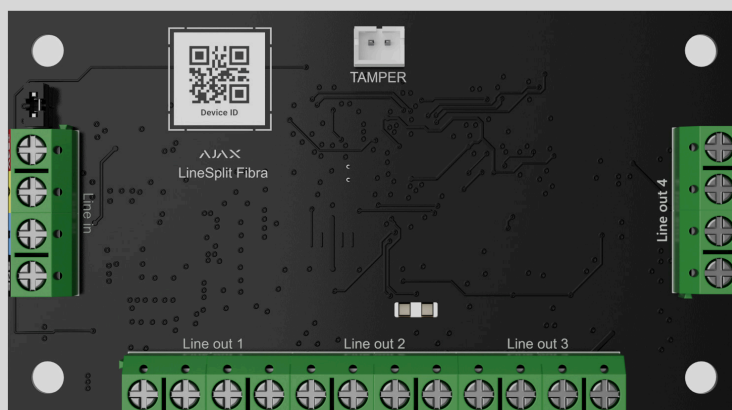 TAMPER
Device ID
AJAX
LineSplit Fibra
Line in
Line out 4
Line out 1
Line out 2
Line out 3